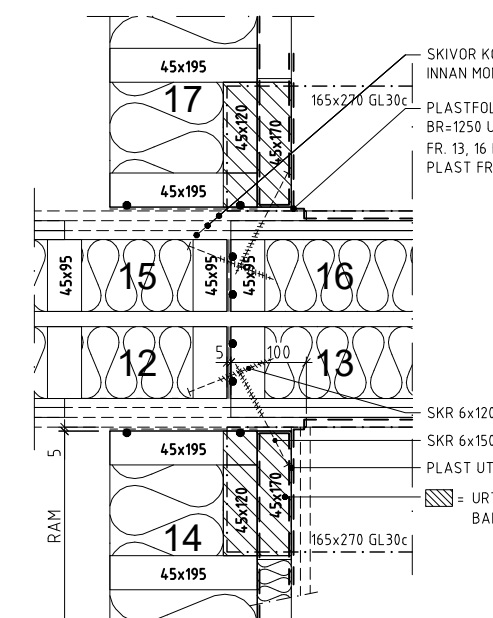 45x195
17
45x120
45x170
165x270 GL30c
45x195
SKIVOR KO
INNAN MON
PLASTFOL
BR=1250 U
FR. 13, 16
PLAST FR
45x95
15
45x95
45x95
16
12
5
100
13
SKR 6x120
SKR 6x150
PLAST UT
= URT
BAL
5
RAM
45x195
45x120
45x170
14
165x270 GL30c
45x195